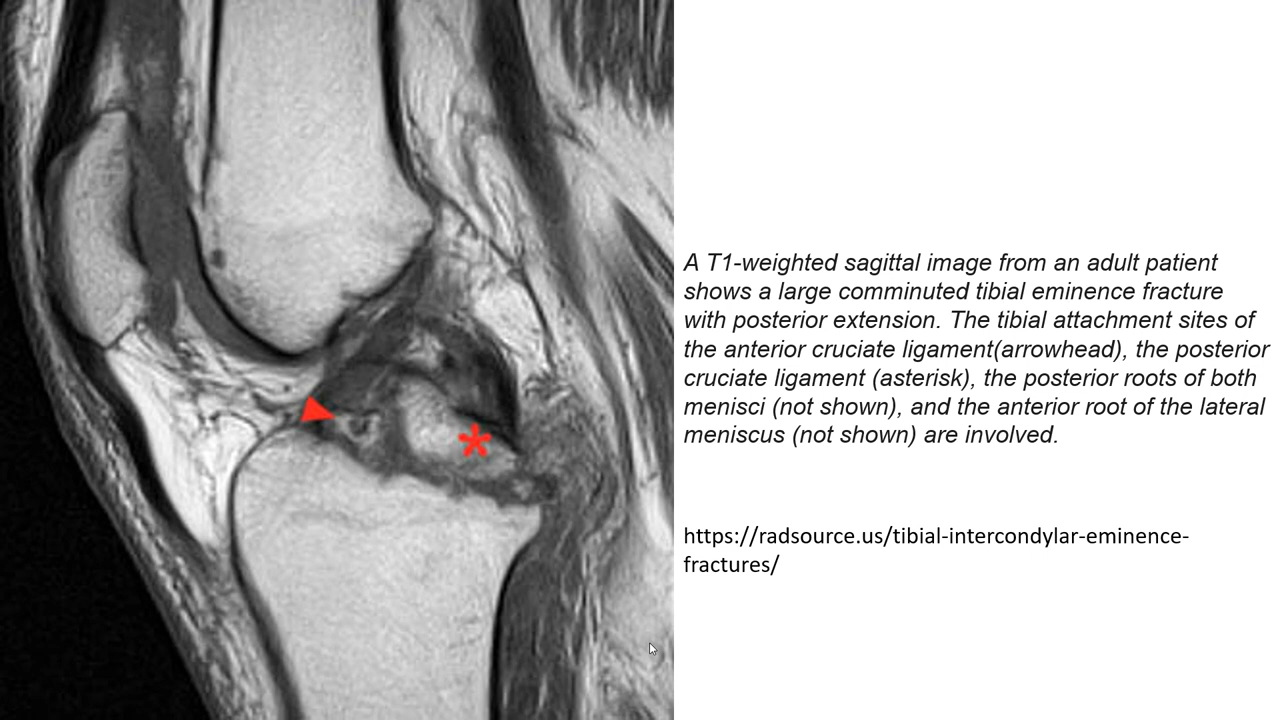 A T1-weighted sagittal image from an adult patient
shows a large comminuted tibial eminence fracture
with posterior extension. The tibial attachment sites of
the anterior cruciate ligament(arrowhead), the posterior
cruciate ligament (asterisk), the posterior roots of both
menisci (not shown), and the anterior root of the lateral
meniscus (not shown) are involved.
https://radsource.us/tibial-intercondylar-eminence-
fractures/